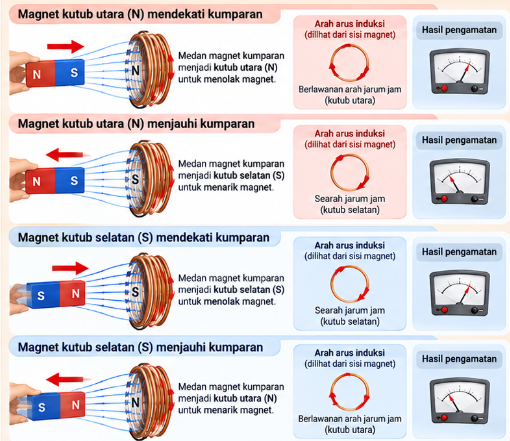 Magnet kutub utara (N) mendekati kumparan
N S
N
Medan magnet kumparan
menjadi kutub utara (N)
untuk menolak magnet.
Arah arus induksi
(dilihat dari sisi magnet)
Berlawanan arah jarum jam
(kutub utara)
Hasil pengamatan
Magnet kutub utara (N) menjauhi kumparan
N S
S
Medan magnet kumparan
menjadi kutub selatan (S)
untuk menarik magnet.
Arah arus induksi
(dilihat dari sisi magnet)
Searah jarum jam
(kutub selatan)
Hasil pengamatan
Magnet kutub selatan (S) mendekati kumparan
S N
S
Medan magnet kumparan
menjadi kutub selatan (S)
untuk menolak magnet.
Arah arus induksi
(dilihat dari sisi magnet)
Searah jarum jam
(kutub selatan)
Hasil pengamatan
Magnet kutub selatan (S) menjauhi kumparan
S N
N
Medan magnet kumparan
menjadi kutub utara (N)
untuk menarik magnet.
Arah arus induksi
(dilihat dari sisi magnet)
Berlawanan arah jarum jam
(kutub utara)
Hasil pengamatan